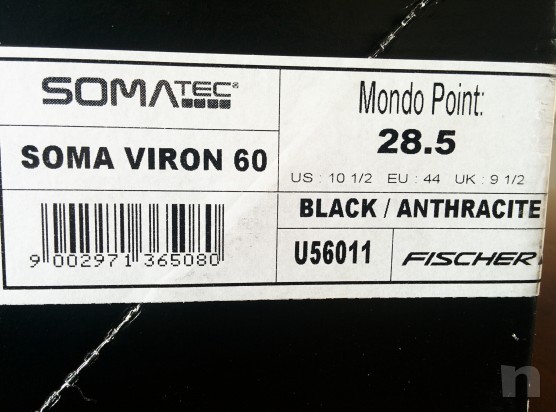 SOMATEC®
SOMA VIRON 60
9 002971 365080
Mondo Point:
28.5
US : 10 1/2 EU : 44 UK : 9 1/2
BLACK / ANTHRACITE
U56011
FISCHER
n